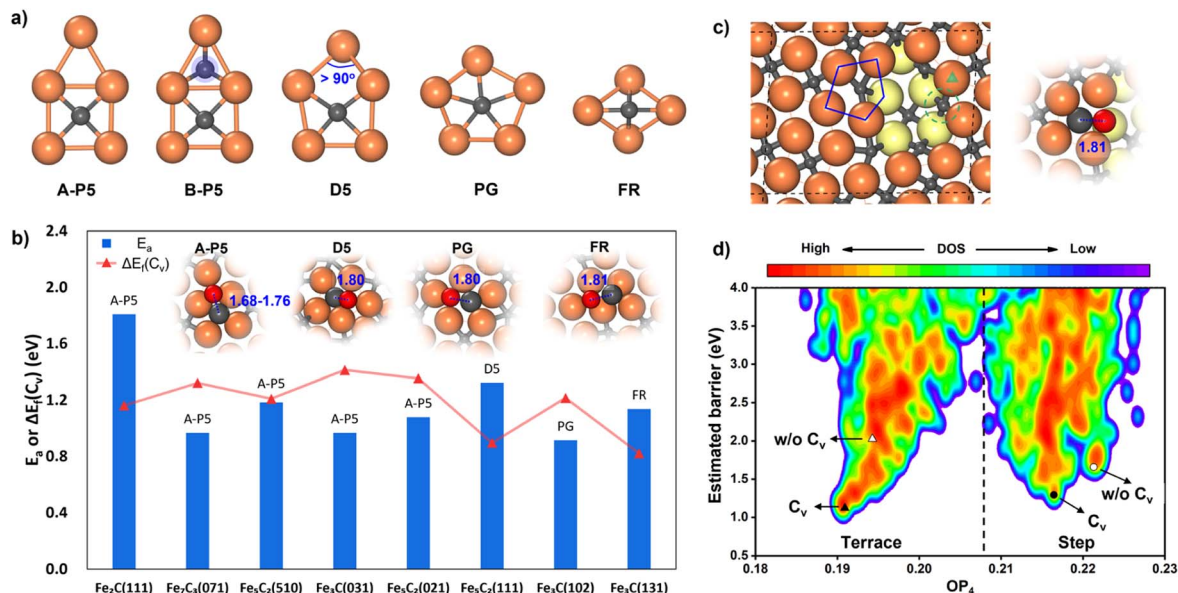 a)
> 90°
A-P5
B-P5
D5
PG
FR
b)
E_a or ΔE_f(C_v) (eV)
2.4
2.0
1.6
1.2
0.8
0.4
0.0
E_a
ΔE_f(C_v)
A-P5
D5
PG
FR
1.68-1.76
1.80
1.80
1.81
A-P5
A-P5
A-P5
A-P5
A-P5
D5
PG
FR
Fe₂C(111)
Fe₇C₃(071)
Fe₅C₂(510)
Fe₃C(031)
Fe₅C₂(021)
Fe₅C₂(111)
Fe₃C(102)
Fe₃C(131)
c)
1.81
d)
High
DOS
Low
Estimated barrier (eV)
4.0
3.5
3.0
2.5
2.0
1.5
1.0
0.5
w/o C_v
C_v
w/o C_v
C_v
Terrace
Step
0.18
0.19
0.20
0.21
0.22
0.23
OP₄